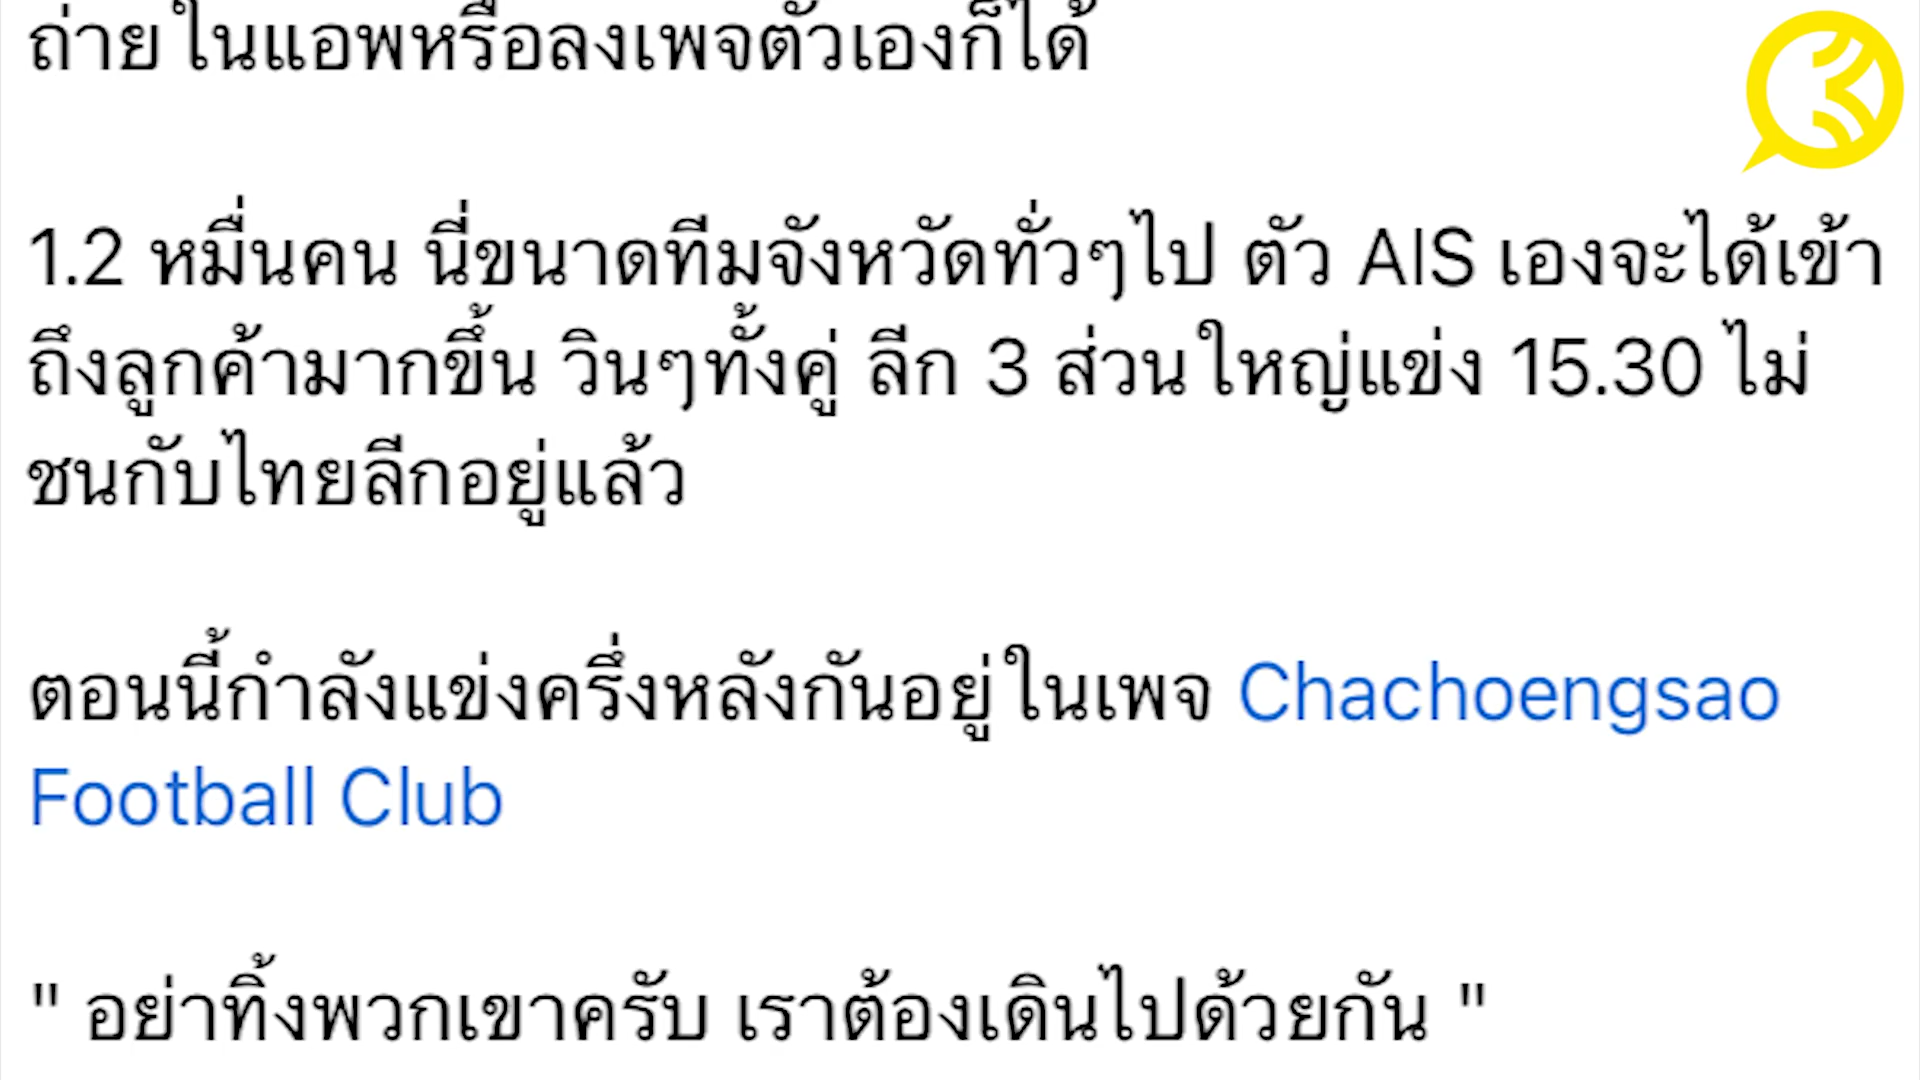 ถ่ายในแอพหรือลงเพจตัวเองก็ได้
1.2 หมื่นคน นี่ขนาดทีมจังหวัดทั่วๆไป ตัว AIS เองจะได้เข้า
ถึงลูกค้ามากขึ้น วินๆทั้งคู่ ลีก 3 ส่วนใหญ่แข่ง 15.30 ไม่
ชนกับไทยลีกอยู่แล้ว
ตอนนี้กำลังแข่งครึ่งหลังกันอยู่ในเพจ Chachoengsao
Football Club
" อย่าทิ้งพวกเขาครับ เราต้องเดินไปด้วยกัน "